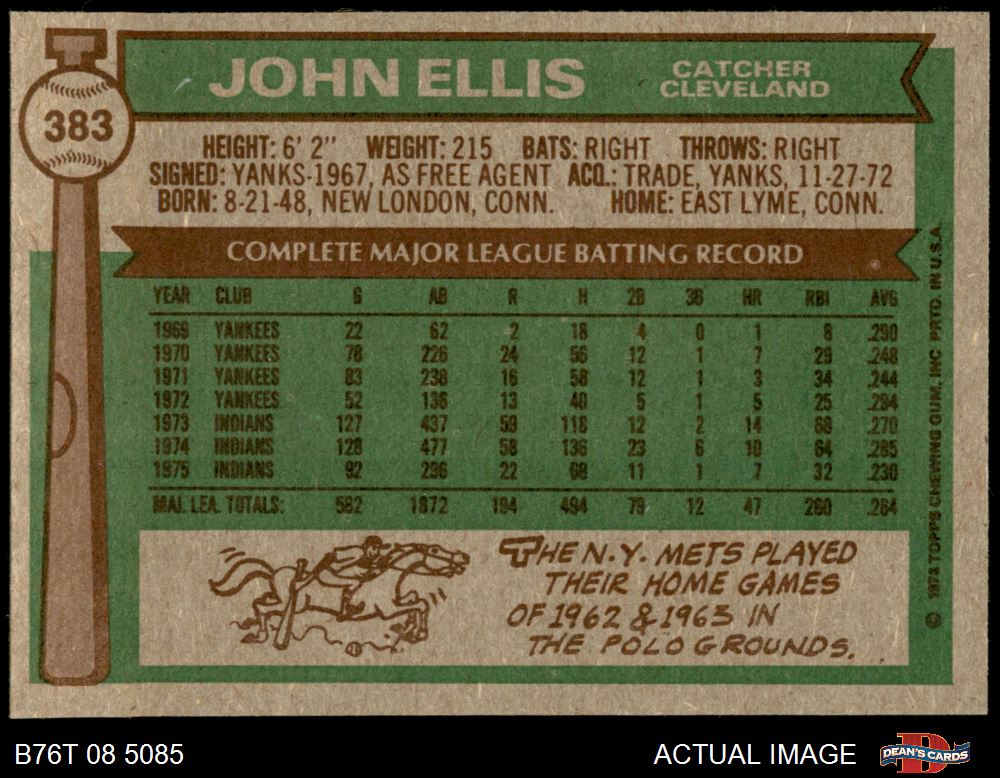 383
JOHN ELLIS
CATCHER
CLEVELAND
HEIGHT: 6' 2" WEIGHT: 215 BATS: RIGHT THROWS: RIGHT
SIGNED: YANKS-1967, AS FREE AGENT ACQ.: TRADE, YANKS, 11-27-72
BORN: 8-21-48, NEW LONDON, CONN. HOME: EAST LYME, CONN.
COMPLETE MAJOR LEAGUE BATTING RECORD
YEAR CLUB G AB R H 2B 3B HR RBI AVG
1969 YANKEES 22 62 2 18 4 0 1 8 .290
1970 YANKEES 78 226 24 56 12 1 7 29 .248
1971 YANKEES 83 238 16 58 12 1 3 34 .244
1972 YANKEES 52 136 13 40 5 1 5 25 .294
1973 INDIANS 127 437 59 118 12 2 14 68 .270
1974 INDIANS 128 477 58 136 23 6 10 64 .285
1975 INDIANS 92 296 22 68 11 1 7 32 .230
MAJ. LEA. TOTALS: 582 1872 194 494 79 12 47 260 .264
THE N.Y. METS PLAYED
THEIR HOME GAMES
OF 1962 & 1963 IN
THE POLO GROUNDS.
© 1976 TOPPS CHEWING GUM, INC PRTD. IN U.S.A.
B76T 08 5085
ACTUAL IMAGE
DEAN'S CARDS